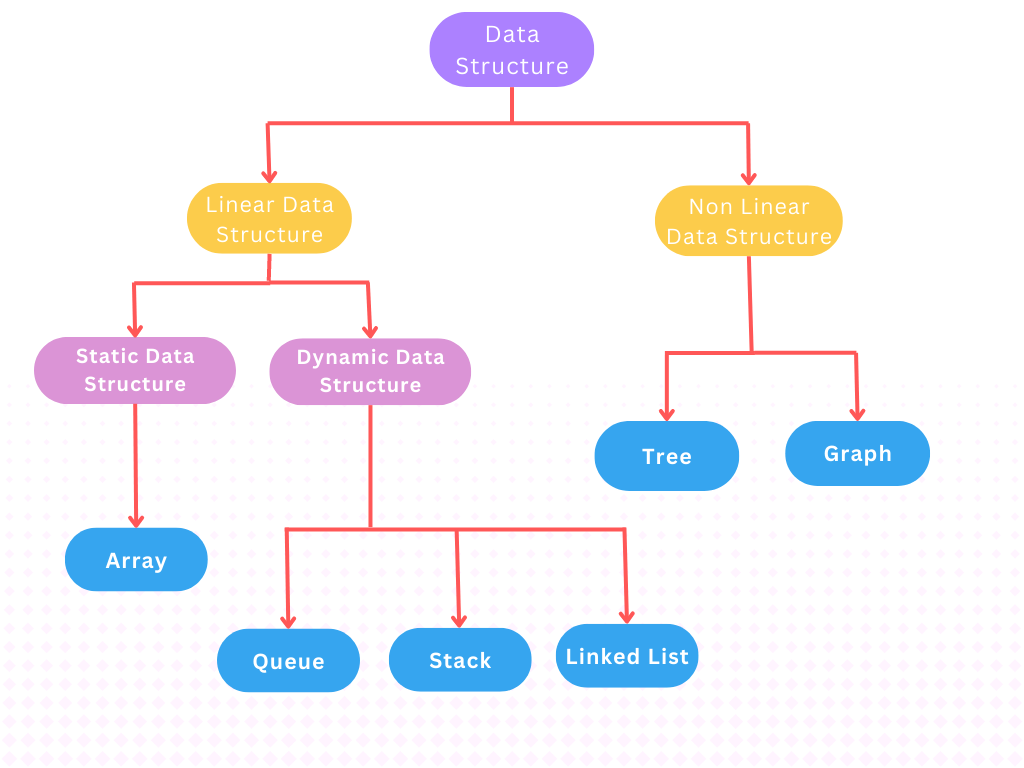 Data
Structure
Linear Data
Structure
Non Linear
Data Structure
Static Data
Structure
Dynamic Data
Structure
Tree
Graph
Array
Queue
Stack
Linked List